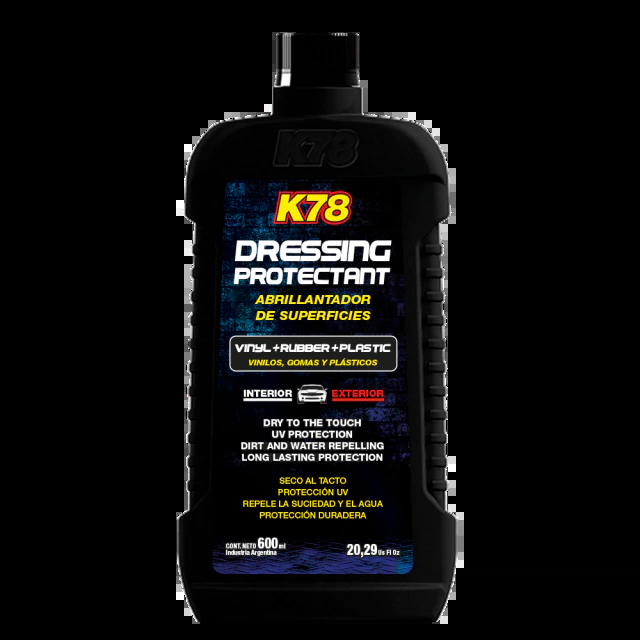 K78
K78
DRESSING
PROTECTANT
ABRILLANTADOR
DE SUPERFICIES
VINYL+RUBBER+PLASTIC
VINILOS, GOMAS Y PLÁSTICOS
INTERIOR EXTERIOR
DRY TO THE TOUCH
UV PROTECTION
DIRT AND WATER REPELLING
LONG LASTING PROTECTION
SECO AL TACTO
PROTECCIÓN UV
REPELE LA SUCIEDAD Y EL AGUA
PROTECCIÓN DURADERA
CONT. NETO 600 ml
Industria Argentina
20,29 Us Fl Oz